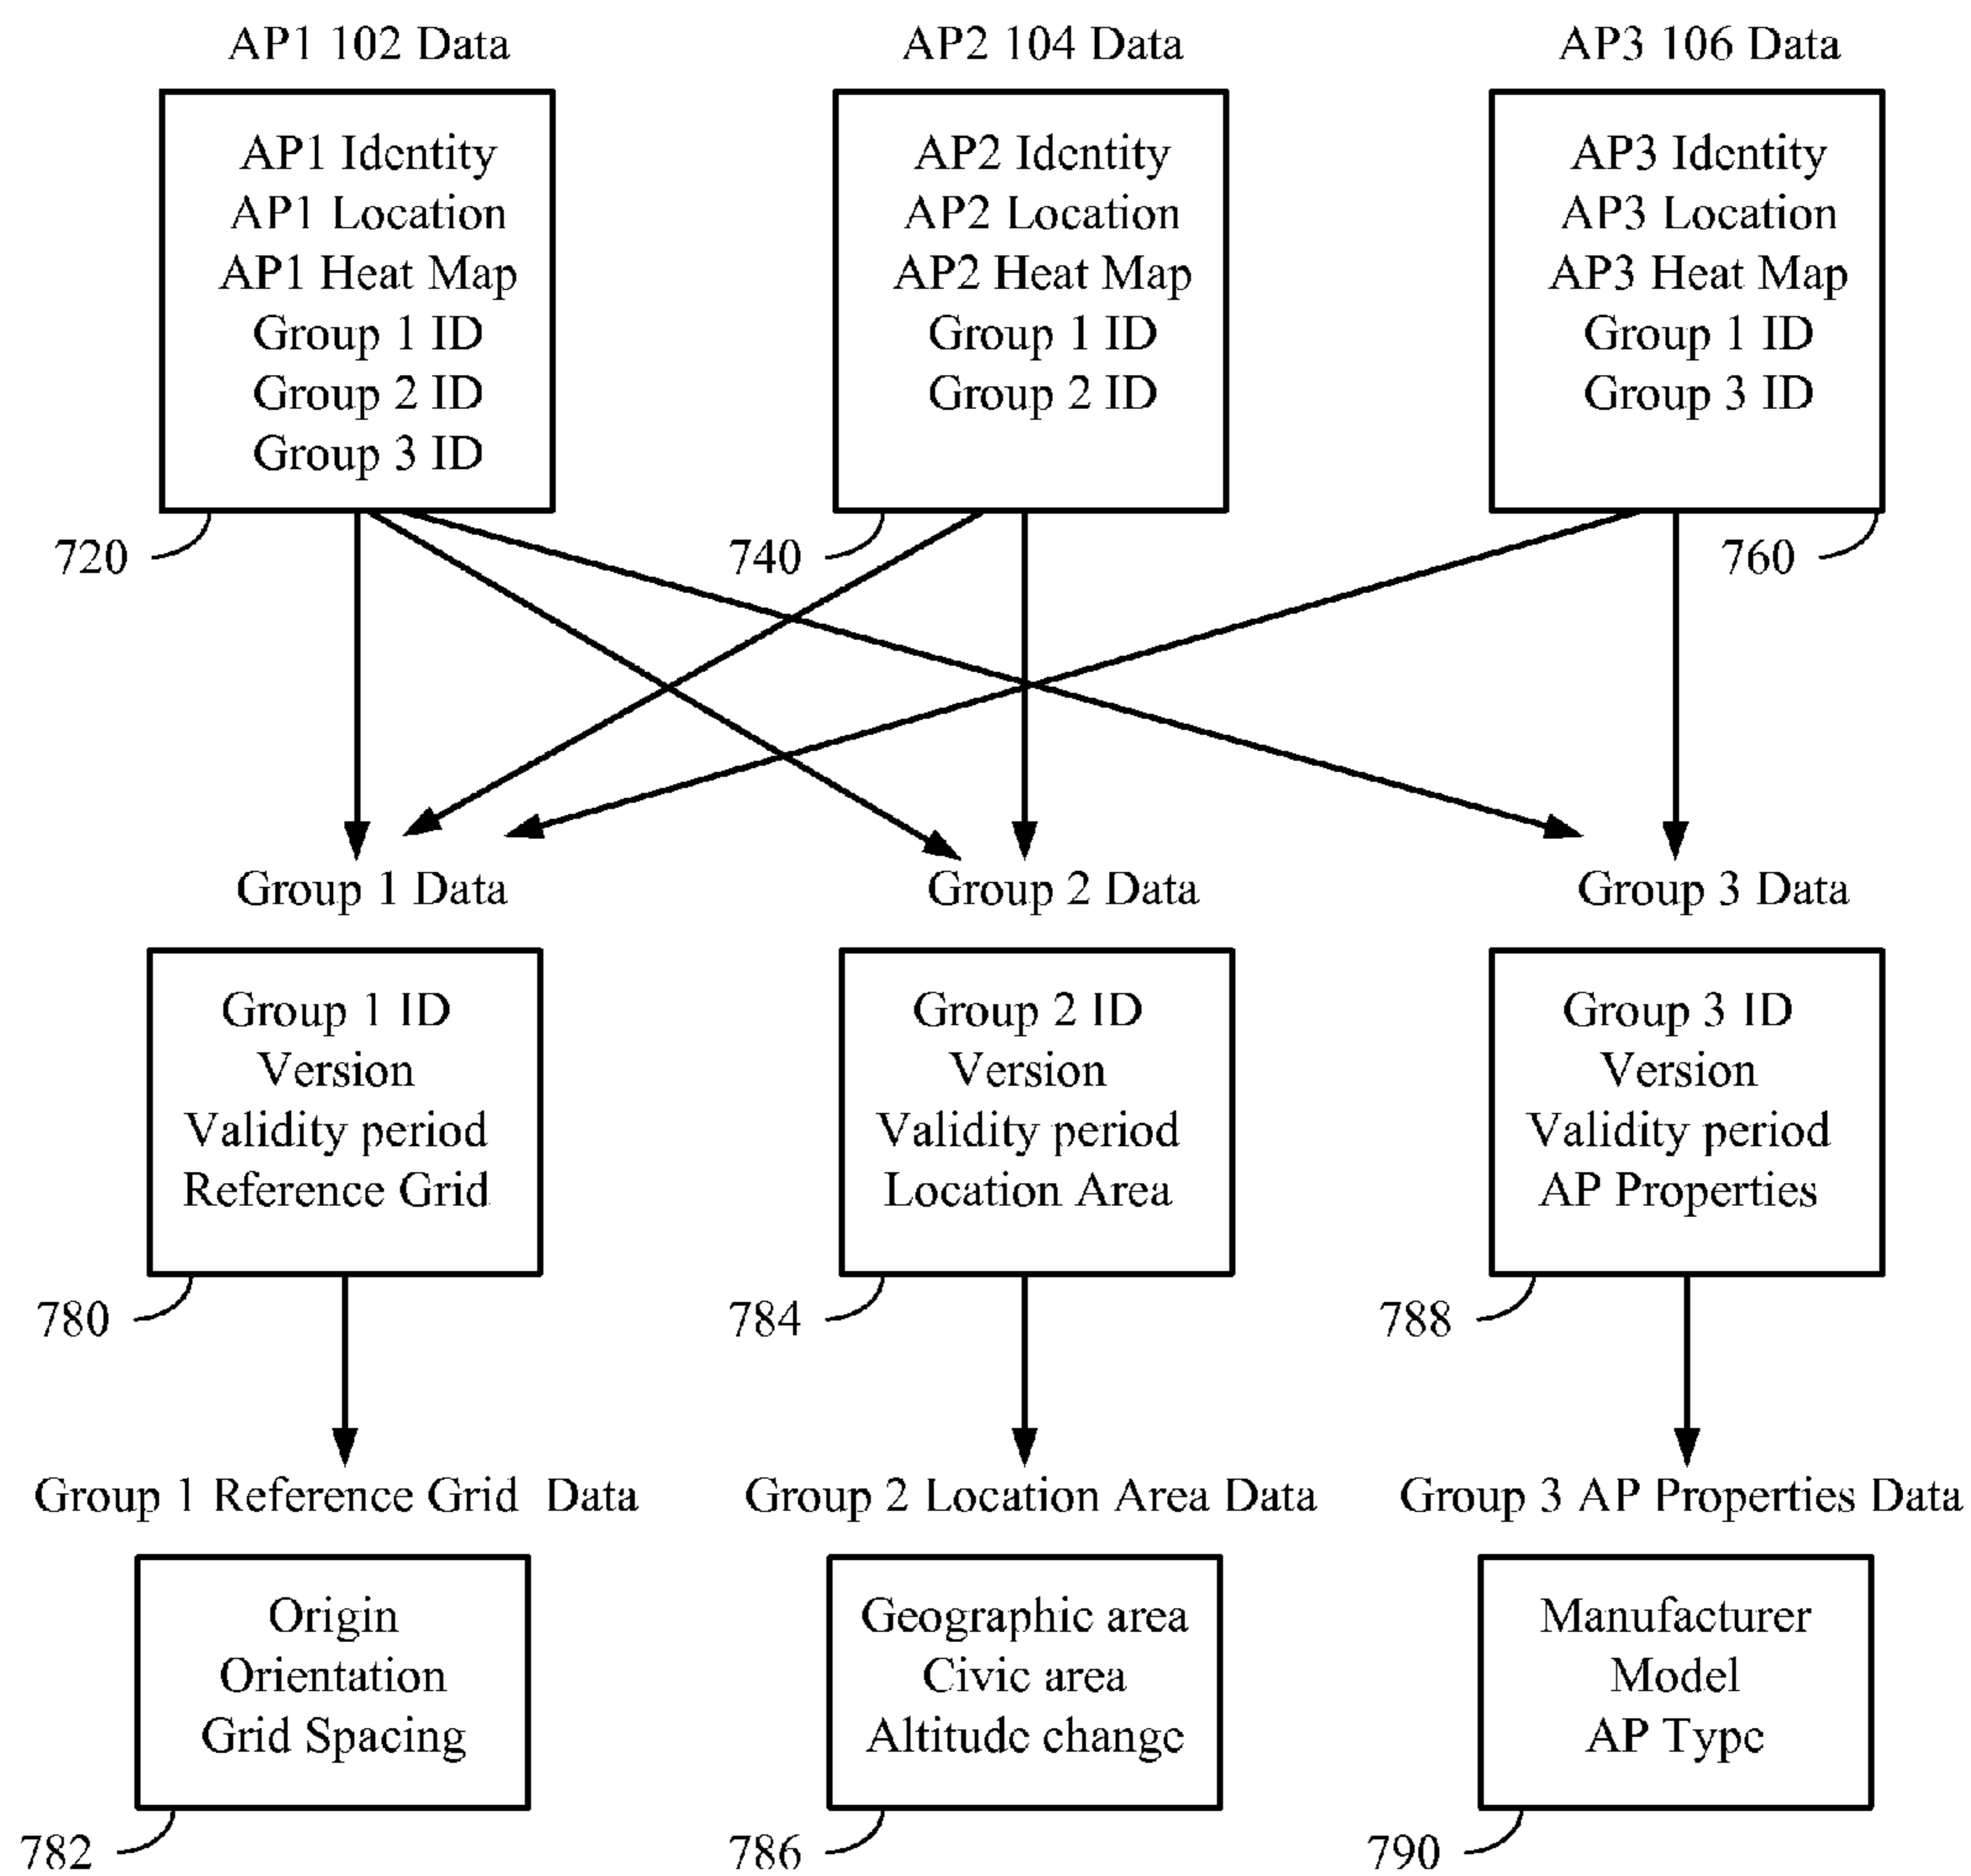 AP1 102 Data
AP2 104 Data
AP3 106 Data
AP1 Identity
AP1 Location
AP1 Heat Map
Group 1 ID
Group 2 ID
Group 3 ID
AP2 Identity
AP2 Location
AP2 Heat Map
Group 1 ID
Group 2 ID
AP3 Identity
AP3 Location
AP3 Heat Map
Group 1 ID
Group 3 ID
720
740
760
Group 1 Data
Group 2 Data
Group 3 Data
Group 1 ID
Version
Validity period
Reference Grid
Group 2 ID
Version
Validity period
Location Area
Group 3 ID
Version
Validity period
AP Properties
780
784
788
Group 1 Reference Grid Data
Group 2 Location Area Data
Group 3 AP Properties Data
Origin
Orientation
Grid Spacing
Geographic area
Civic area
Altitude change
Manufacturer
Model
AP Type
782
786
790